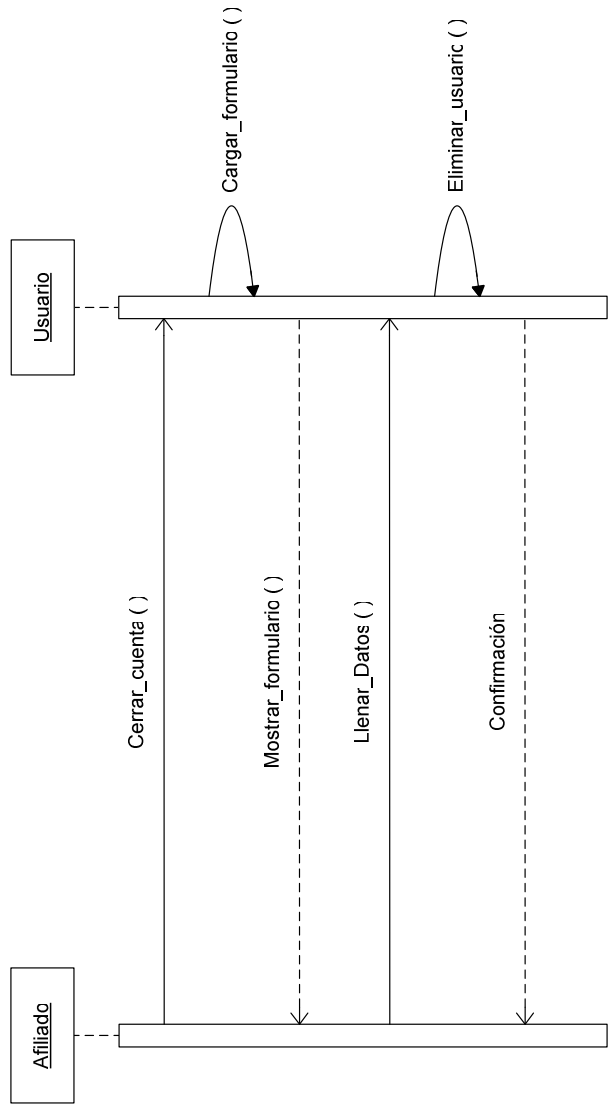 Afiliado
Usuario
Cerrar_cuenta ( )
Cargar_formulario ( )
Mostrar_formulario ( )
Llenar_Datos ( )
Eliminar_usuario ( )
Confirmación